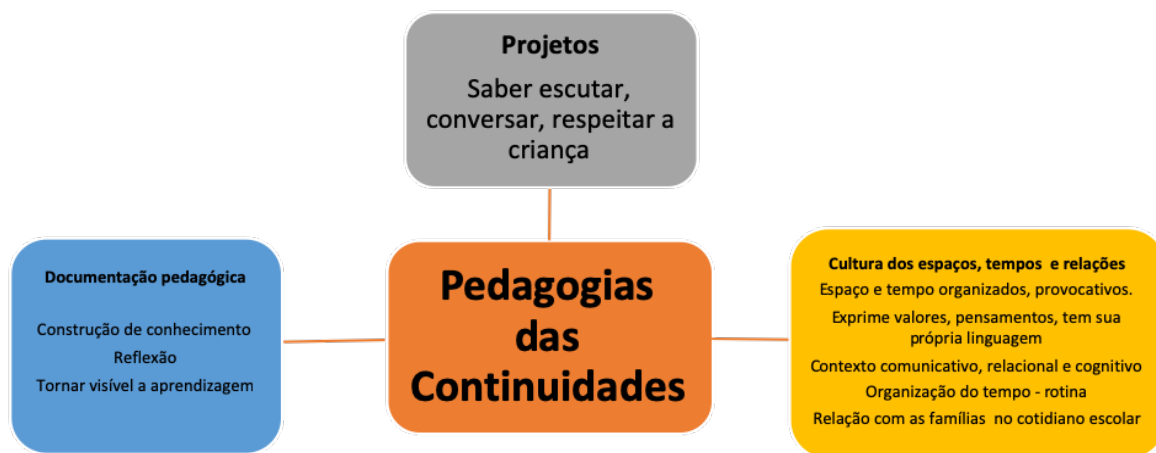 Projetos
Saber escutar,
conversar, respeitar a
criança
Documentação pedagógica
Construção de conhecimento
Reflexão
Tornar visível a aprendizagem
Pedagogias
das
Continuidades
Cultura dos espaços, tempos e relações
Espaço e tempo organizados, provocativos.
Exprime valores, pensamentos, tem sua
própria linguagem
Contexto comunicativo, relacional e cognitivo
Organização do tempo - rotina
Relação com as famílias no cotidiano escolar